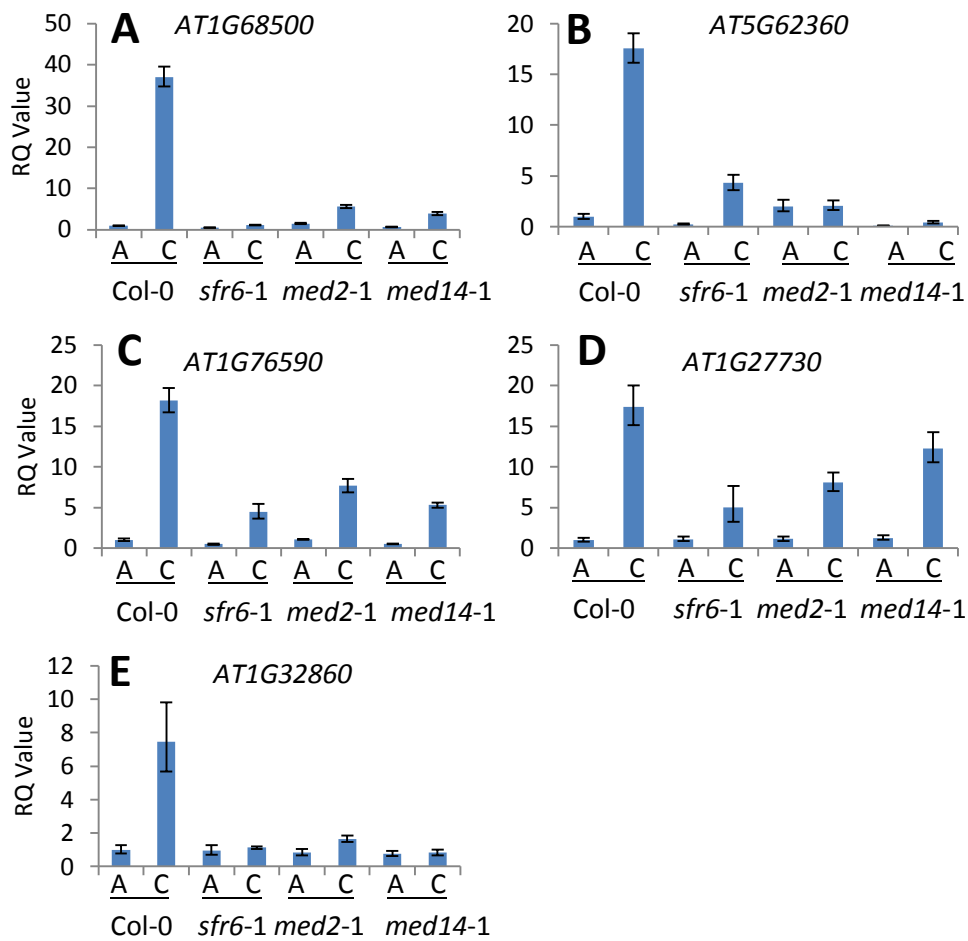 A AT1G68500
50
40
30
20
10
0
RQ Value
A C A C A C A C
Col-0 sfr6-1 med2-1 med14-1
B AT5G62360
20
15
10
5
0
A C A C A C A C
Col-0 sfr6-1 med2-1 med14-1
C AT1G76590
25
20
15
10
5
0
RQ Value
A C A C A C A C
Col-0 sfr6-1 med2-1 med14-1
D AT1G27730
25
20
15
10
5
0
A C A C A C A C
Col-0 sfr6-1 med2-1 med14-1
E AT1G32860
12
10
8
6
4
2
0
RQ Value
A C A C A C A C
Col-0 sfr6-1 med2-1 med14-1